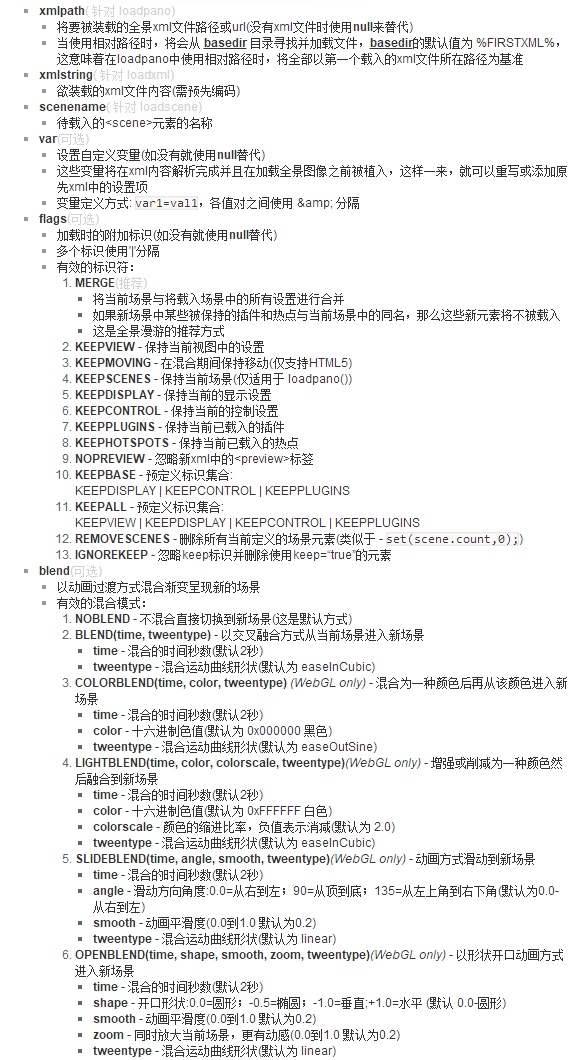 xmlpath(针对 loadpano)
将要被装载的全景xml文件路径或url(没有xml文件时使用null来替代)
当使用相对路径时，将会从 basedir 目录寻找并加载文件，basedir的默认值为 %FIRSTXML%，
这意味着在loadpano中使用相对路径时，将全部以第一个载入的xml文件所在路径为基准
xmlstring(针对 loadxml)
欲装载的xml文件内容(需预先编码)
scenename(针对 loadscene)
待载入的<scene>元素的名称
var(可选)
设置自定义变量(如没有就使用null替代)
这些变量将在xml内容解析完成并且在加载全景图像之前被植入，这样一来，就可以重写或添加原
先xml中的设置项
变量定义方式: var1=val1，各值对之间使用 &amp; 分隔
flags(可选)
加载时的附加标识(如没有就使用null替代)
多个标识使用'|'分隔
有效的标识符：
1. MERGE(推荐)
将当前场景与将载入场景中的所有设置进行合并
如果新场景中某些被保持的插件和热点与当前场景中的同名，那么这些新元素将不被载入
这是全景漫游的推荐方式
2. KEEPVIEW - 保持当前视图中的设置
3. KEEPMOVING - 在混合期间保持移动(仅支持HTML5)
4. KEEPSCENES - 保持当前场景(仅适用于 loadpano())
5. KEEPDISPLAY - 保持当前的显示设置
6. KEEPCONTROL - 保持当前的控制设置
7. KEEPPLUGINS - 保持当前已载入的插件
8. KEEPHOTSPOTS - 保持当前已载入的热点
9. NOPREVIEW - 忽略新xml中的<preview>标签
10. KEEPBASE - 预定义标识集合:
KEEPDISPLAY | KEEPCONTROL | KEEPPLUGINS
11. KEEPALL - 预定义标识集合:
KEEPVIEW | KEEPDISPLAY | KEEPCONTROL | KEEPPLUGINS
12. REMOVESCENES - 删除所有当前定义的场景元素(类似于 - set(scene.count,0);)
13. IGNOREKEEP - 忽略keep标识并删除使用keep="true"的元素
blend(可选)
以动画过渡方式混合渐变呈现新的场景
有效的混合模式：
1. NOBLEND - 不混合直接切换到新场景(这是默认方式)
2. BLEND(time, tweentype) - 以交叉融合方式从当前场景进入新场景
time - 混合的时间秒数(默认2秒)
tweentype - 混合运动曲线形状(默认为 easeInCubic)
3. COLORBLEND(time, color, tweentype) (WebGL only) - 混合为一种颜色后再从该颜色进入新
场景
time - 混合的时间秒数(默认2秒)
color - 十六进制色值(默认为 0x000000 黑色)
tweentype - 混合运动曲线形状(默认为 easeOutSine)
4. LIGHTBLEND(time, color, colorscale, tweentype)(WebGL only) - 增强或削减为一种颜色然
后融合到新场景
time - 混合的时间秒数(默认2秒)
color - 十六进制色值(默认为 0xFFFFFF 白色)
colorscale - 颜色的缩进比率，负值表示消减(默认为 2.0)
tweentype - 混合运动曲线形状(默认为 easeInCubic)
5. SLIDEBLEND(time, angle, smooth, tweentype)(WebGL only) - 动画方式滑动到新场景
time - 混合的时间秒数(默认2秒)
angle - 滑动方向角度:0.0=从右到左；90=从顶到底；135=从左上角到右下角(默认为0.0-
从右到左)
smooth - 动画平滑度(0.0到1.0 默认为0.2)
tweentype - 混合运动曲线形状(默认为 linear)
6. OPENBLEND(time, shape, smooth, zoom, tweentype)(WebGL only) - 以形状开口动画方式
进入新场景
time - 混合的时间秒数(默认2秒)
shape - 开口形状:0.0=圆形；-0.5=椭圆；-1.0=垂直;+1.0=水平 (默认 0.0-圆形)
smooth - 动画平滑度(0.0到1.0 默认为0.2)
zoom - 同时放大当前场景，更有动感(0.0到1.0 默认为0.2)
tweentype - 混合运动曲线形状(默认为 linear)